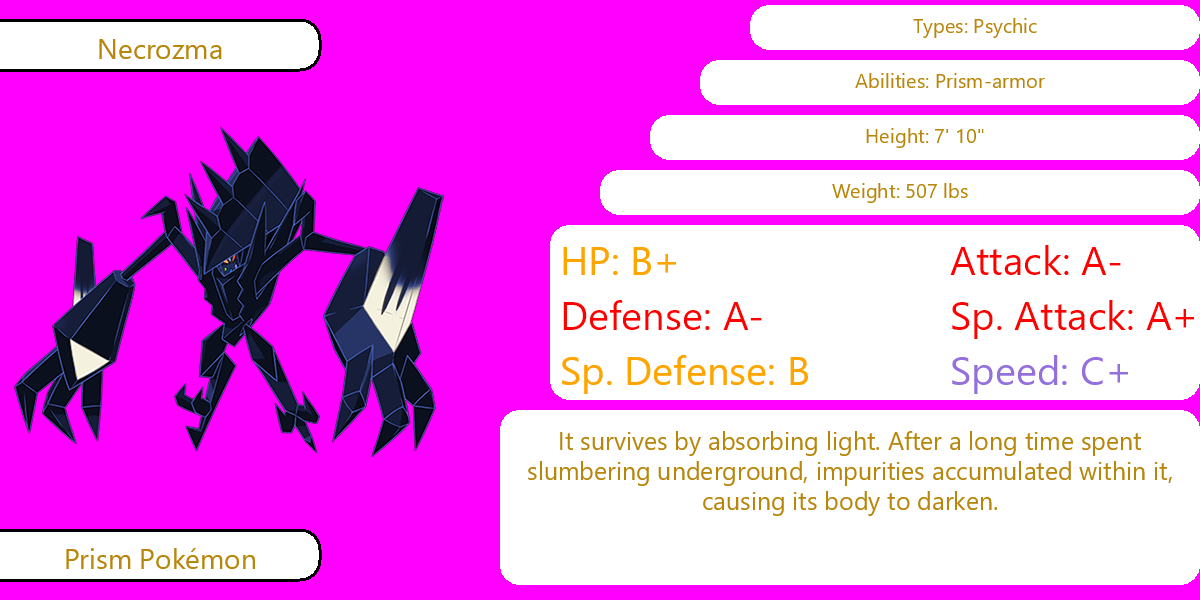 Necrozma
Types: Psychic
Abilities: Prism-armor
Height: 7' 10"
Weight: 507 lbs
HP: B+
Attack: A-
Defense: A-
Sp. Attack: A+
Sp. Defense: B
Speed: C+
It survives by absorbing light. After a long time spent
slumbering underground, impurities accumulated within it,
causing its body to darken.
Prism Pokémon